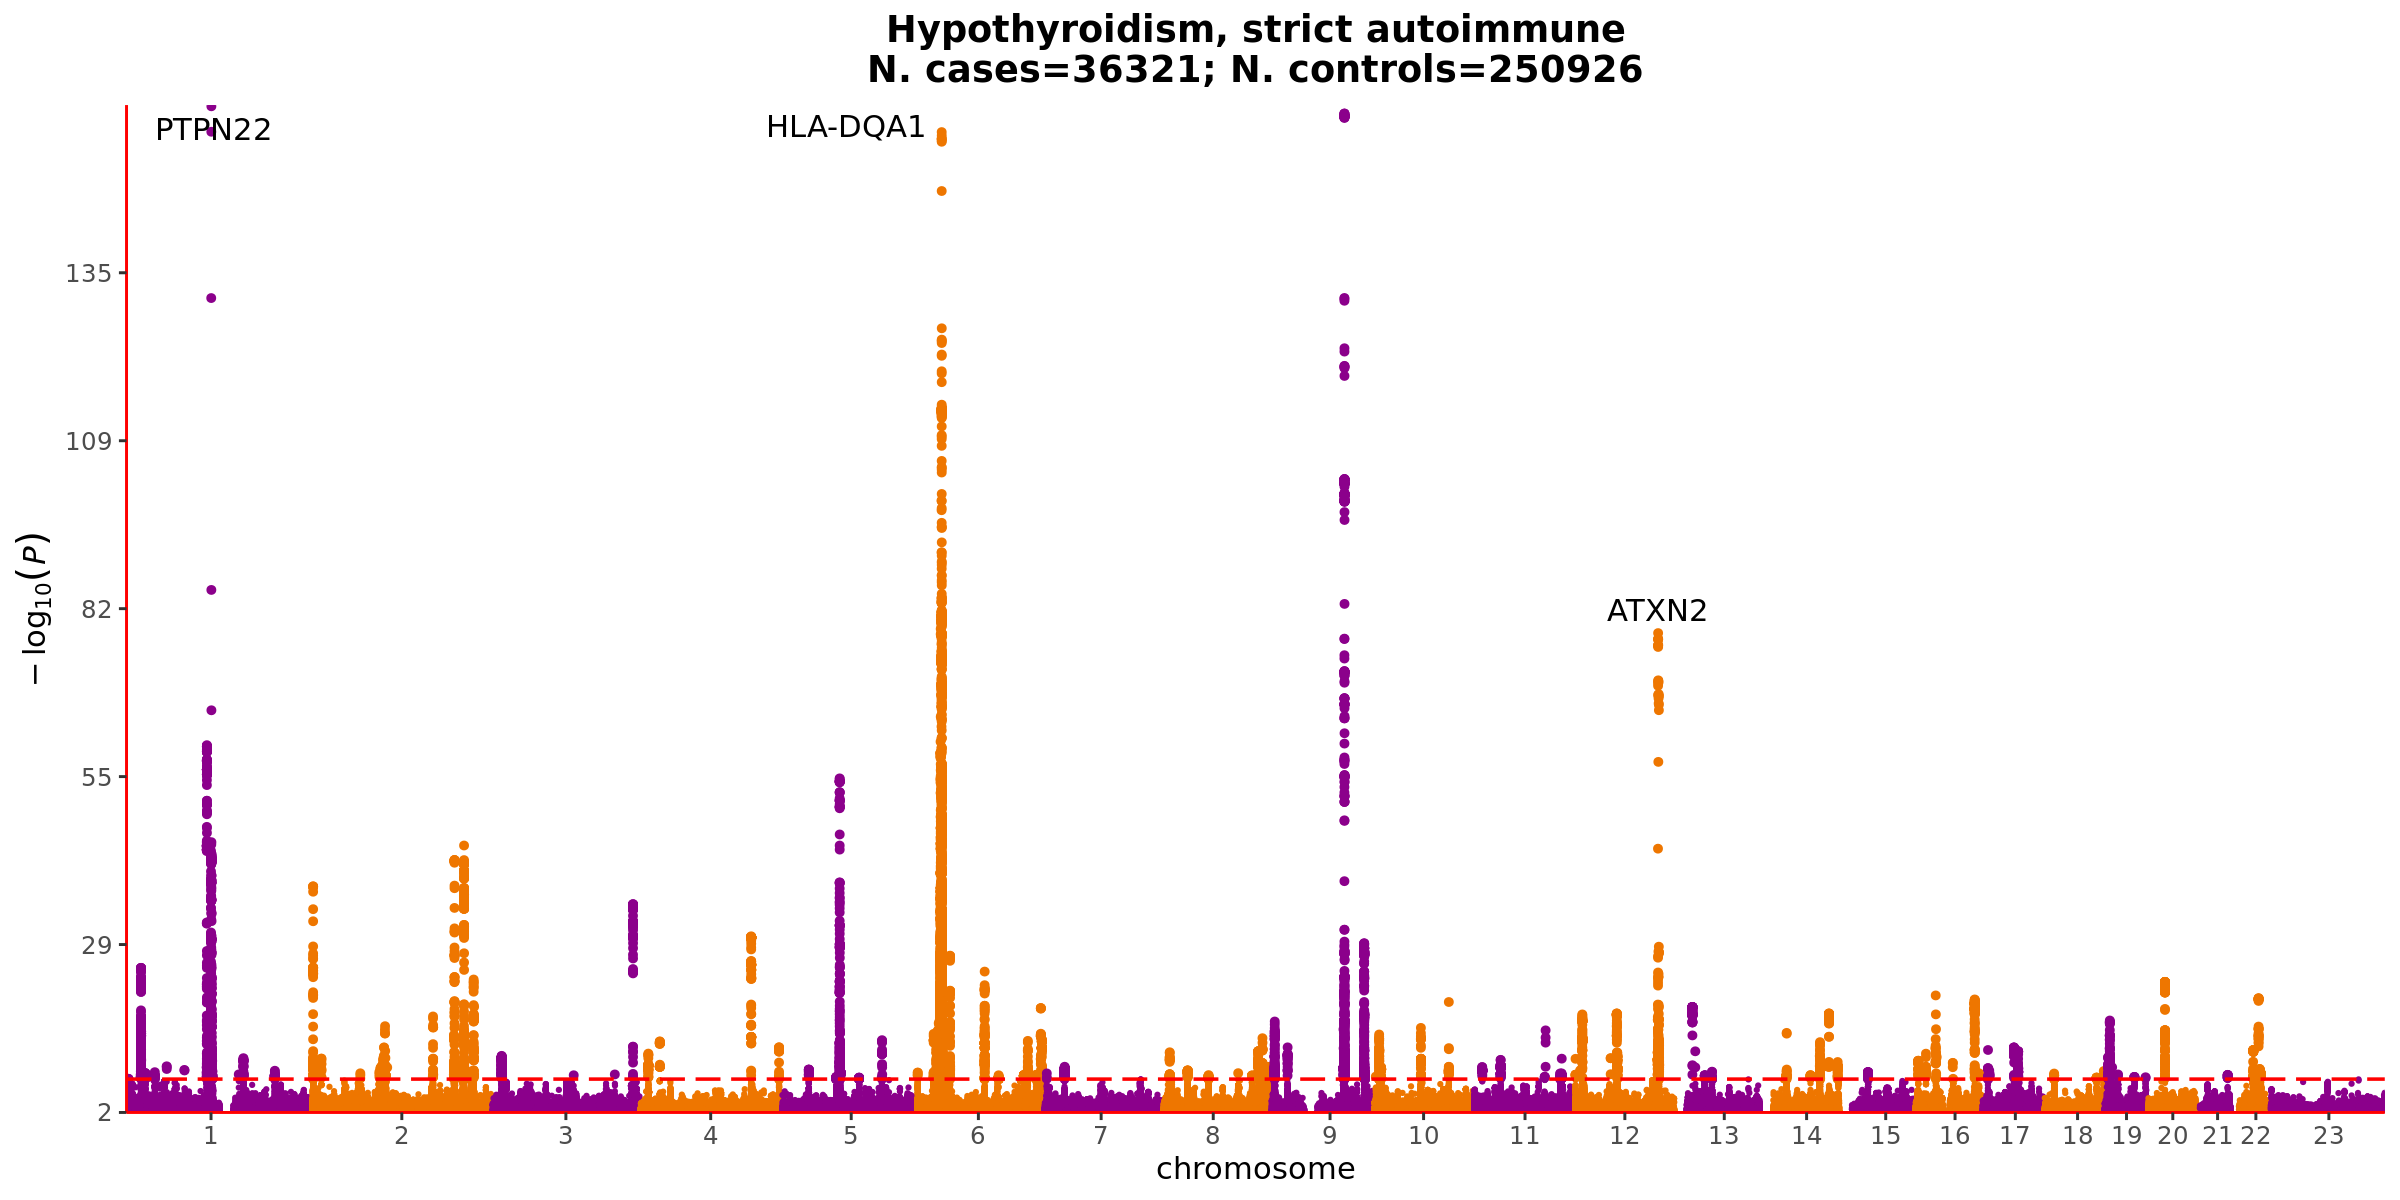 Hypothyroidism, strict autoimmune
N. cases=36321; N. controls=250926
PTPN22
HLA-DQA1
ATXN2
135
109
82
55
29
2
−log10(P)
1 2 3 4 5 6 7 8 9 10 11 12 13 14 15 16 17 18 19 20 21 22 23
chromosome